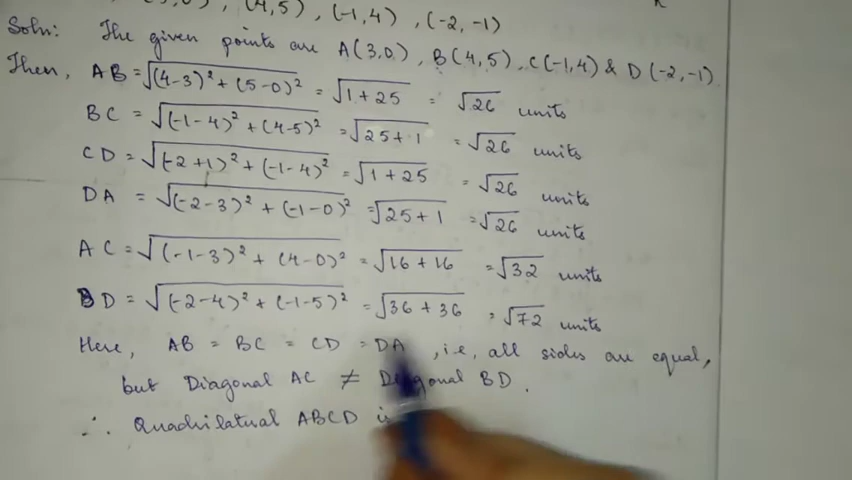 (4,5), (-1,4), (-2,-1)
Soln: The given points are A(3,0), B(4,5), C(-1,4) & D(-2,-1)
Then, AB = √(4-3)² + (5-0)² = √1+25 = √26 units
BC = √(-1-4)² + (4-5)² = √25+1 = √26 units
CD = √(-2+1)² + (-1-4)² = √1+25 = √26 units
DA = √(-2-3)² + (-1-0)² = √25+1 = √26 units
AC = √(-1-3)² + (4-0)² = √16+16 = √32 units
BD = √(-2-4)² + (-1-5)² = √36+36 = √72 units
Here, AB = BC = CD = DA, i.e, all sides are equal,
but Diagonal AC ≠ Diagonal BD.
∴ Quadrilateral ABCD is